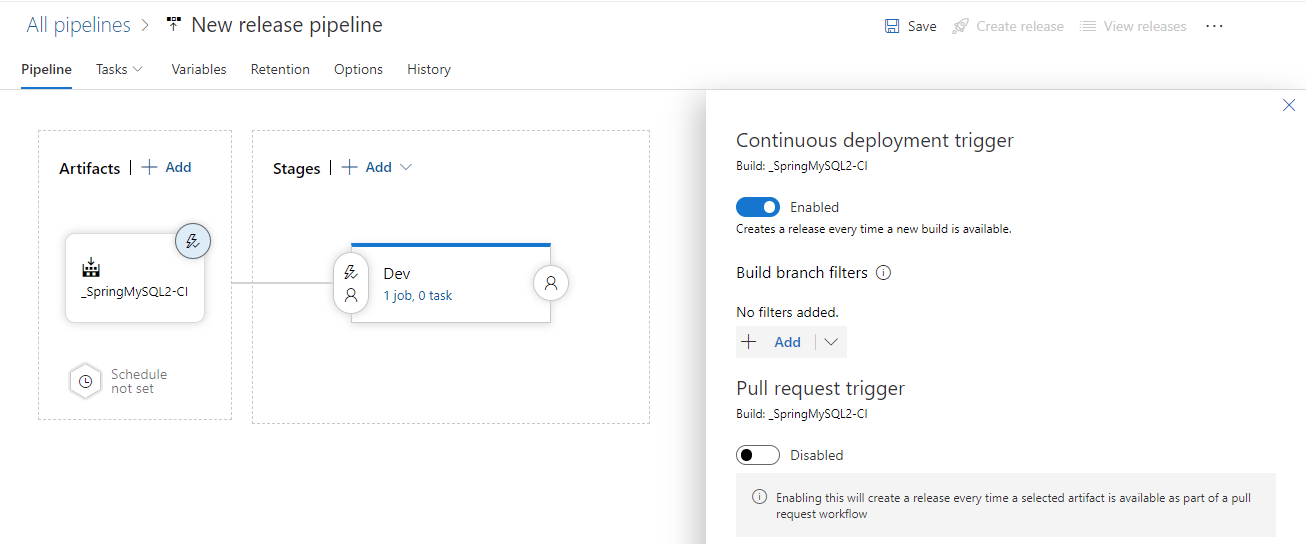 All pipelines > New release pipeline
Save Create release View releases ...
Pipeline Tasks Variables Retention Options History
Artifacts | + Add
Stages | + Add
_SpringMySQL2-CI
Dev
1 job, 0 task
Schedule
not set
Continuous deployment trigger
Build: _SpringMySQL2-CI
Enabled
Creates a release every time a new build is available.
Build branch filters
No filters added.
+ Add
Pull request trigger
Build: _SpringMySQL2-CI
Disabled
Enabling this will create a release every time a selected artifact is available as part of a pull
request workflow